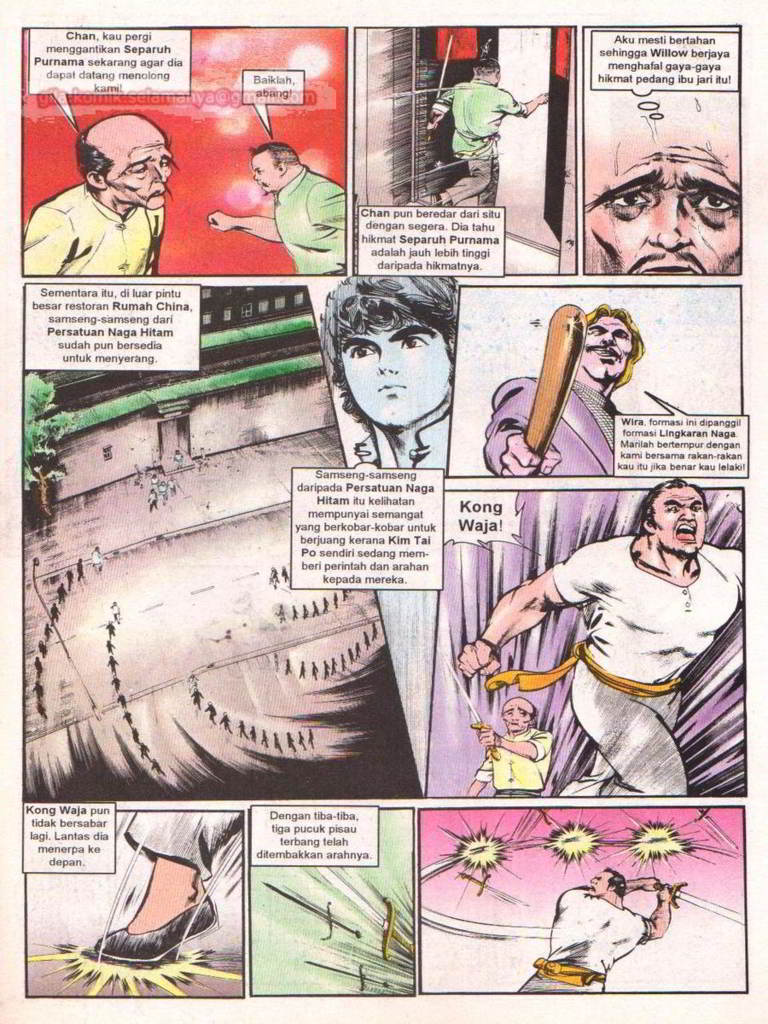 Chan, kau pergi
menggantikan Separuh
Purnama sekarang agar dia
dapat datang menolong
kami!
Baiklah,
abang!
gilakomik.selamanya@gmail.com
Chan pun beredar dari situ
dengan segera. Dia tahu
hikmat Separuh Purnama
adalah jauh lebih tinggi
daripada hikmatnya.
Aku mesti bertahan
sehingga Willow berjaya
menghafal gaya-gaya
hikmat pedang ibu jari itu!
Sementara itu, di luar pintu
besar restoran Rumah China,
samseng-samseng dari
Persatuan Naga Hitam
sudah pun bersedia
untuk menyerang.
Wira, formasi ini dipanggil
formasi Lingkaran Naga.
Marilah bertempur dengan
kami bersama rakan-rakan
kau itu jika benar kau lelaki!
Samseng-samseng
daripada Persatuan Naga
Hitam itu kelihatan
mempunyai semangat
yang berkobar-kobar untuk
berjuang kerana Kim Tai
Po sendiri sedang mem-
beri perintah dan arahan
kepada mereka.
Kong
Waja!
Kong Waja pun
tidak bersabar
lagi. Lantas dia
menerpa ke
depan.
Dengan tiba-tiba,
tiga pucuk pisau
terbang telah
ditembakkan arahnya.